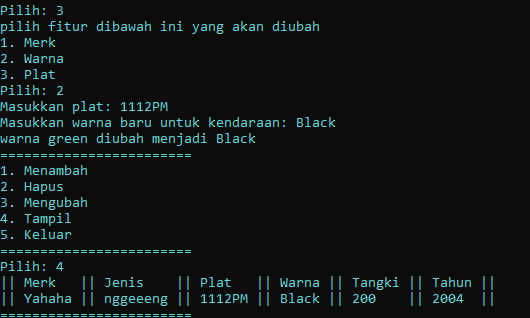 Pilih: 3
pilih fitur dibawah ini yang akan diubah
1. Merk
2. Warna
3. Plat
Pilih: 2
Masukkan plat: 1112PM
Masukkan warna baru untuk kendaraan: Black
warna green diubah menjadi Black
========================
1. Menambah
2. Hapus
3. Mengubah
4. Tampil
5. Keluar
========================
Pilih: 4
|| Merk   || Jenis    || Plat   || Warna || Tangki || Tahun ||
|| Yahaha || nggeeeng || 1112PM || Black || 200    || 2004  ||
========================